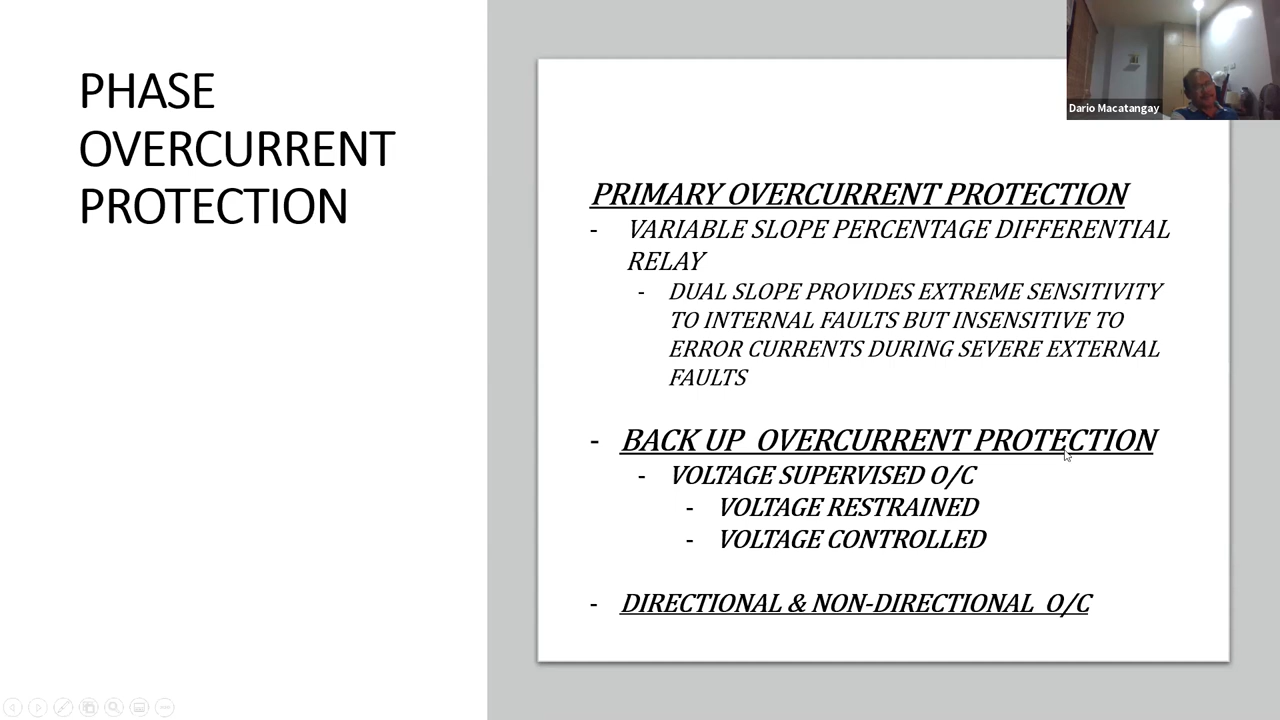 PHASE
OVERCURRENT
PROTECTION
Dario Macatangay
PRIMARY OVERCURRENT PROTECTION
- VARIABLE SLOPE PERCENTAGE DIFFERENTIAL
RELAY
- DUAL SLOPE PROVIDES EXTREME SENSITIVITY
TO INTERNAL FAULTS BUT INSENSITIVE TO
ERROR CURRENTS DURING SEVERE EXTERNAL
FAULTS
- BACK UP OVERCURRENT PROTECTION
- VOLTAGE SUPERVISED O/C
- VOLTAGE RESTRAINED
- VOLTAGE CONTROLLED
- DIRECTIONAL & NON-DIRECTIONAL O/C